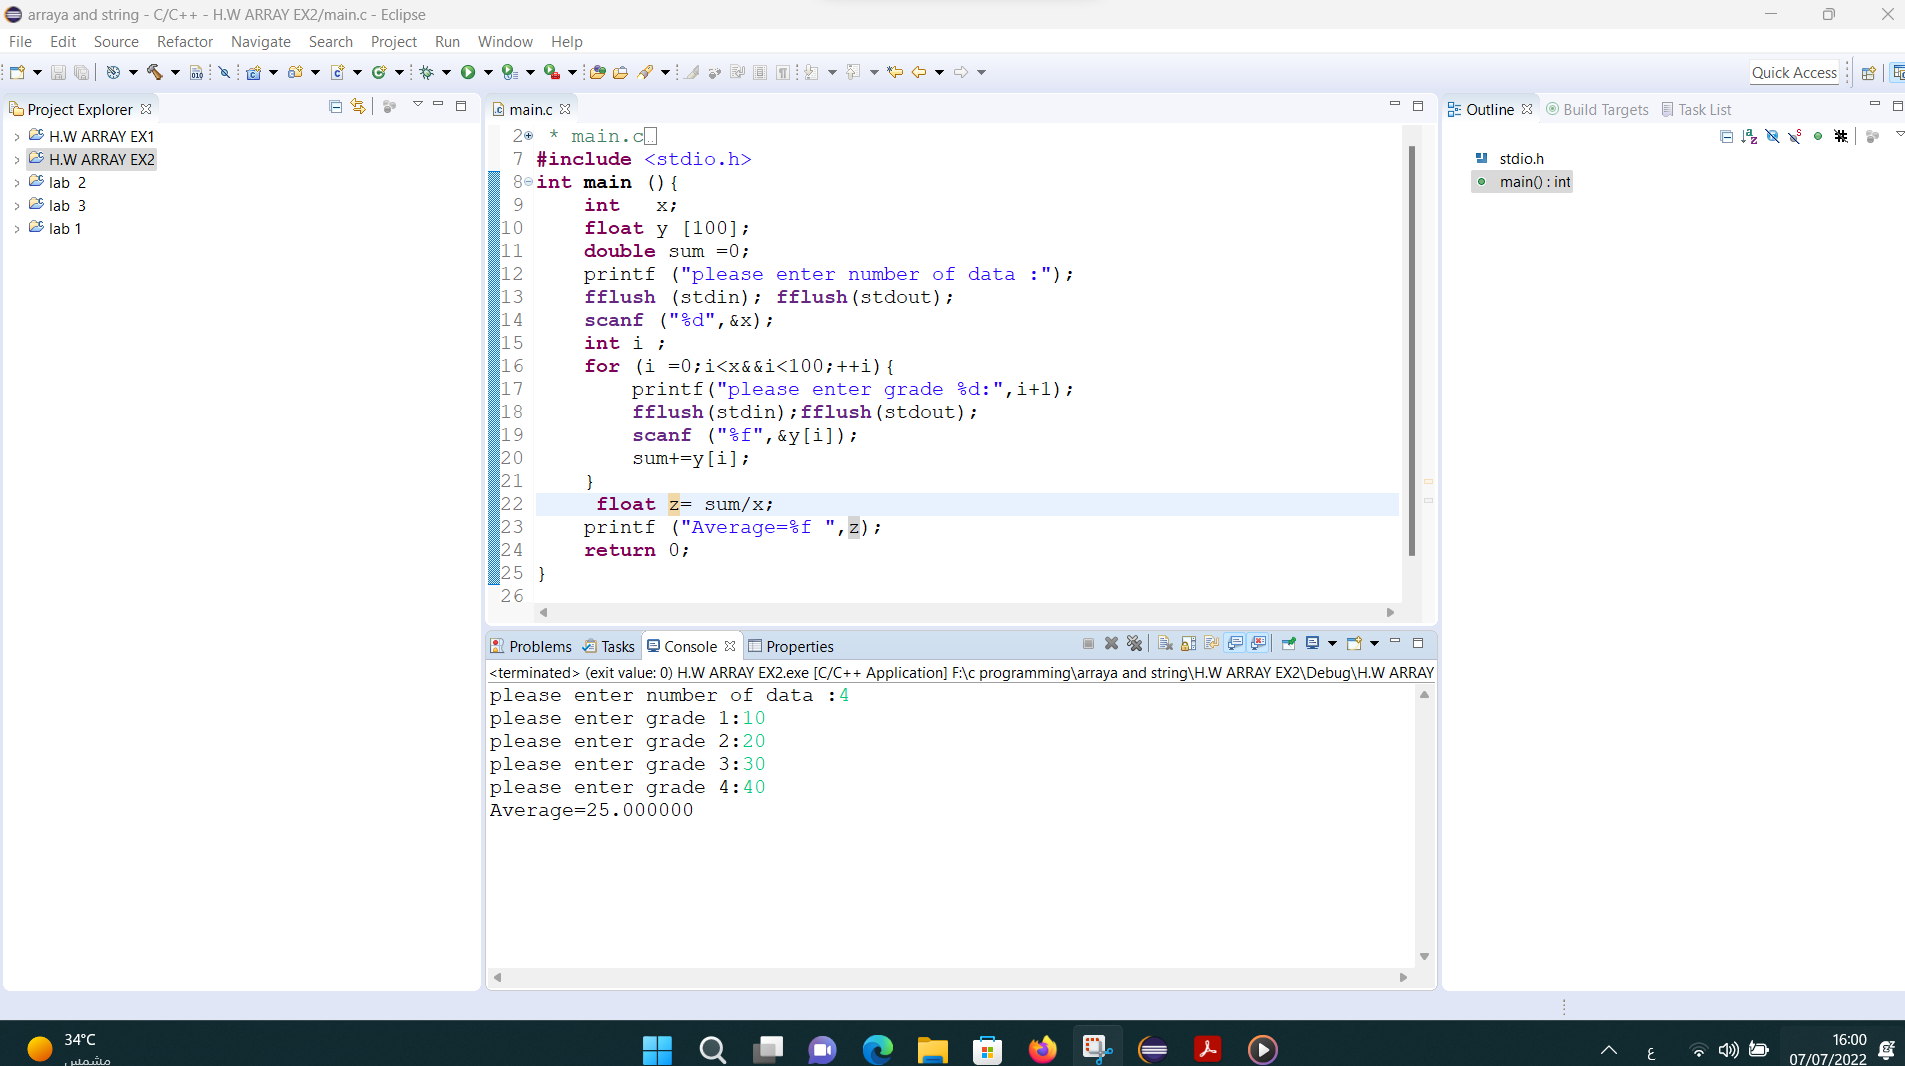 arraya and string - C/C++ - H.W ARRAY EX2/main.c - Eclipse
File Edit Source Refactor Navigate Search Project Run Window Help
Quick Access
Project Explorer
H.W ARRAY EX1
H.W ARRAY EX2
lab 2
lab 3
lab 1
main.c
2 * main.c
7 #include <stdio.h>
8 int main (){
9 int x;
10 float y [100];
11 double sum =0;
12 printf ("please enter number of data :");
13 fflush (stdin); fflush(stdout);
14 scanf ("%d",&x);
15 int i ;
16 for (i =0;i<x&&i<100;++i){
17 printf("please enter grade %d:",i+1);
18 fflush(stdin);fflush(stdout);
19 scanf ("%f",&y[i]);
20 sum+=y[i];
21 }
22 float z= sum/x;
23 printf ("Average=%f ",z);
24 return 0;
25 }
26
Outline Build Targets Task List
stdio.h
main() : int
Problems Tasks Console Properties
<terminated> (exit value: 0) H.W ARRAY EX2.exe [C/C++ Application] F:\c programming\arraya and string\H.W ARRAY EX2\Debug\H.W ARRAY
please enter number of data :4
please enter grade 1:10
please enter grade 2:20
please enter grade 3:30
please enter grade 4:40
Average=25.000000
34°C
مشمس
ع
16:00
07/07/2022